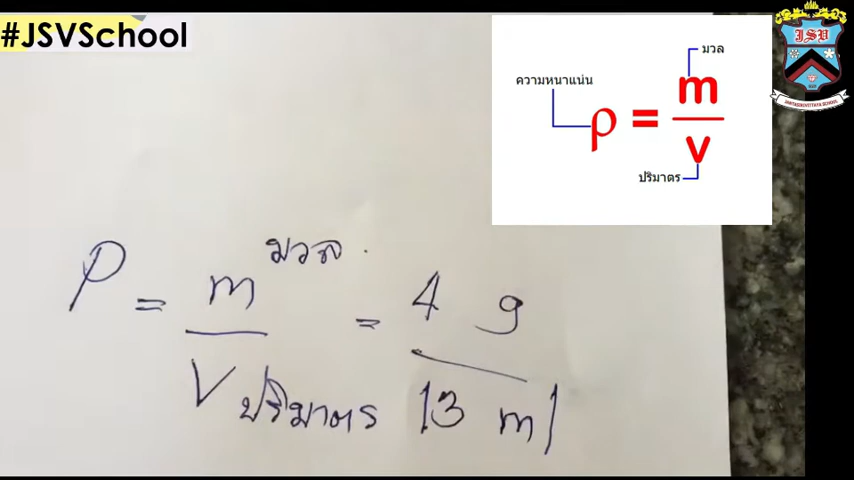 #JSVSchool
JSV
มวล
ความหนาแน่น
ρ = m
v
ปริมาตร
มวล
ρ = m = 4 g
V ปริมาตร 13 ml